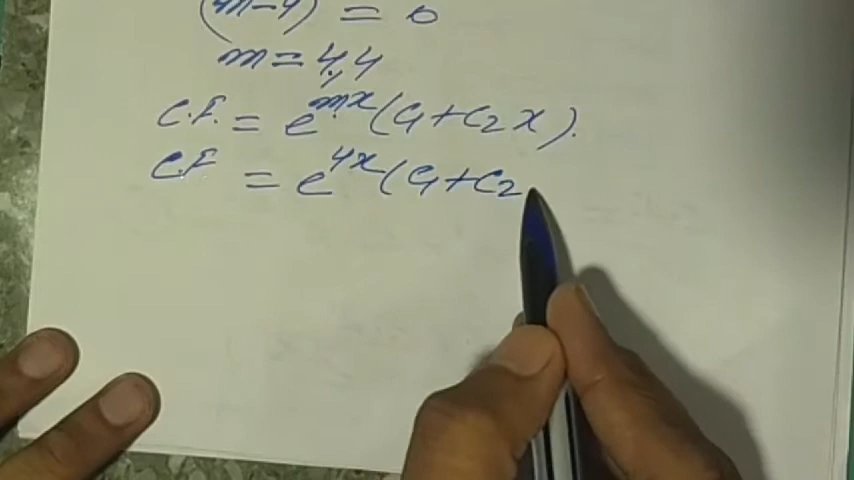 (m-4) = 0
m = 4,4
C.F. = e^{mx}(C1+C2x).
C.F = e^{4x}(C1+C2